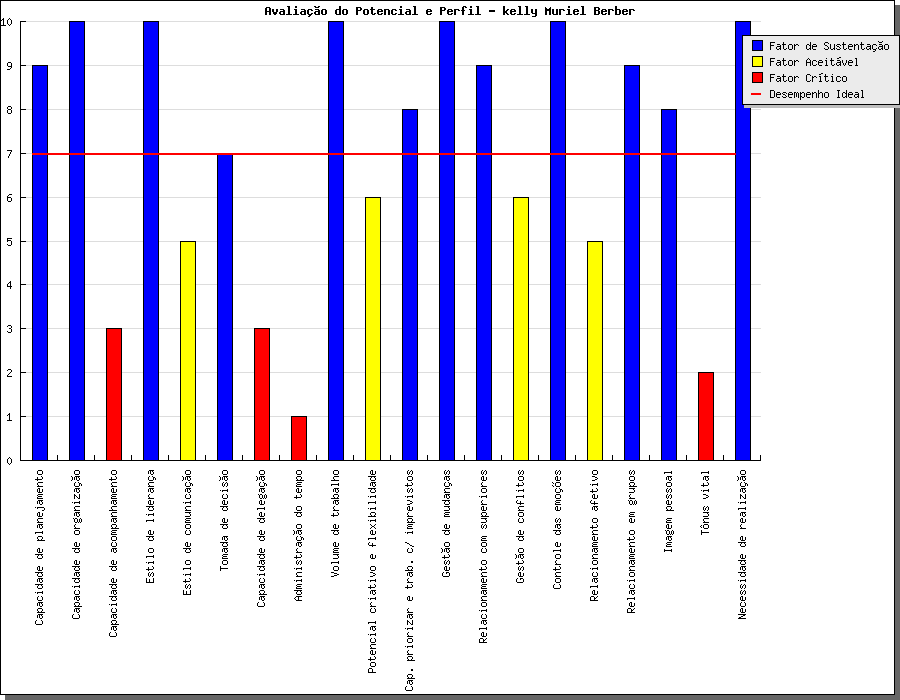 Avaliação do Potencial e Perfil - kelly Muriel Berber
Fator de Sustentação
Fator Aceitável
Fator Crítico
Desempenho Ideal
10
9
8
7
6
5
4
3
2
1
0
Capacidade de planejamento
Capacidade de organização
Capacidade de acompanhamento
Estilo de liderança
Estilo de comunicação
Tomada de decisão
Capacidade de delegação
Administração do tempo
Volume de trabalho
Potencial criativo e flexibilidade
Cap. priorizar e trab. c/ imprevistos
Gestão de mudanças
Relacionamento com superiores
Gestão de conflitos
Controle das emoções
Relacionamento afetivo
Relacionamento em grupos
Imagem pessoal
Tônus vital
Necessidade de realização